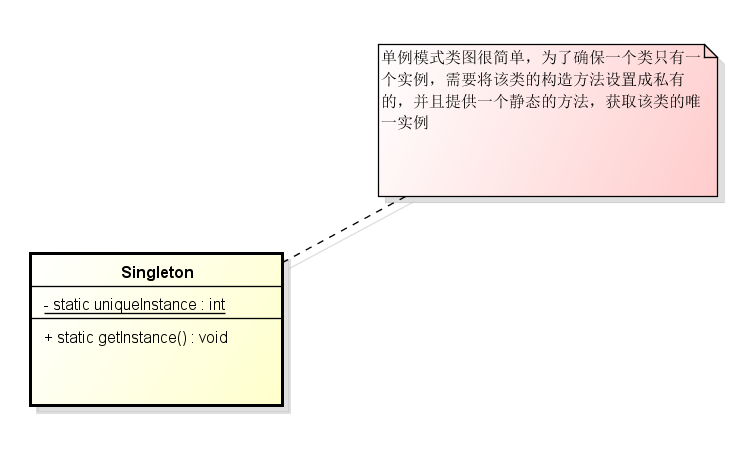 单例模式类图很简单，为了确保一个类只有一
个实例，需要将该类的构造方法设置成私有
的，并且提供一个静态的方法，获取该类的唯
一实例
Singleton
- static uniqueInstance : int
+ static getInstance() : void